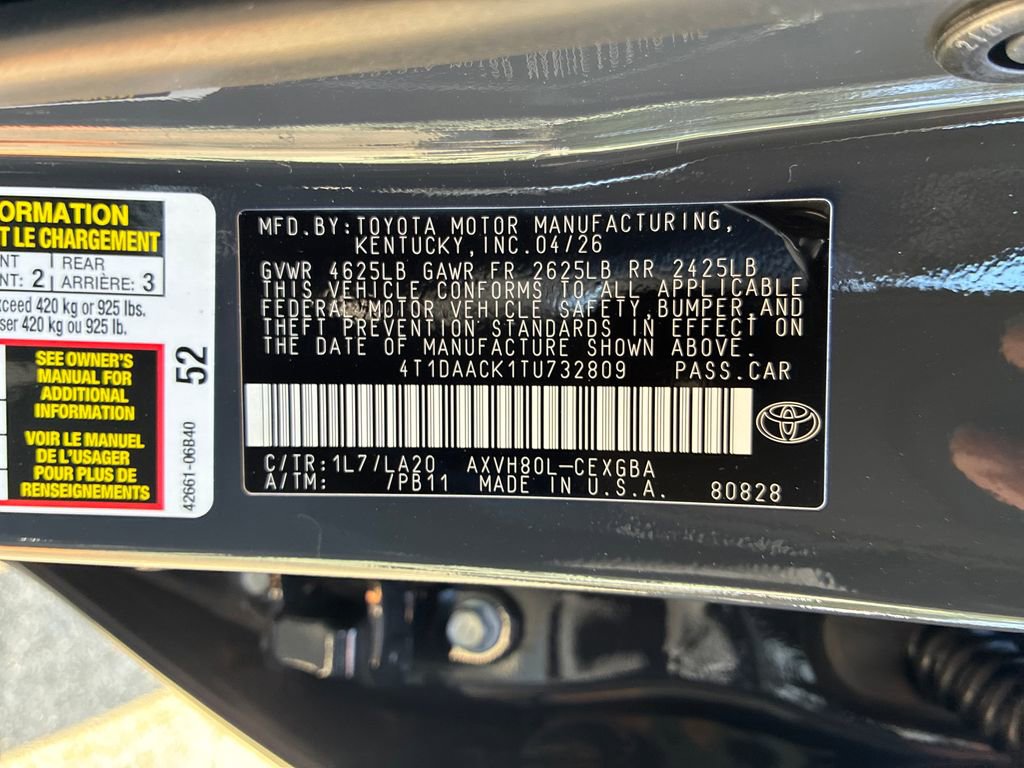 ORMATION
T LE CHARGEMENT
NT 2 REAR 3
NT: ARRIÈRE:
xceed 420 kg or 925 lbs.
ser 420 kg ou 925 lb.
SEE OWNER'S
MANUAL FOR
ADDITIONAL
INFORMATION
VOIR LE MANUEL
DE L'USAGER
POUR PLUS DE
RENSEIGNEMENTS
52
42661-06B40
MFD.BY:TOYOTA MOTOR MANUFACTURING,
KENTUCKY,INC.04/26
GVWR 4625LB GAWR FR 2625LB RR 2425LB
THIS VEHICLE CONFORMS TO ALL APPLICABLE
FEDERAL MOTOR VEHICLE SAFETY,BUMPER,AND
THEFT PREVENTION STANDARDS IN EFFECT ON
THE DATE OF MANUFACTURE SHOWN ABOVE.
4T1DAACK1TU732809 PASS.CAR
C/TR:1L7/LA20 AXVH80L-CEXGBA
A/TM: 7PB11 MADE IN U.S.A. 80828